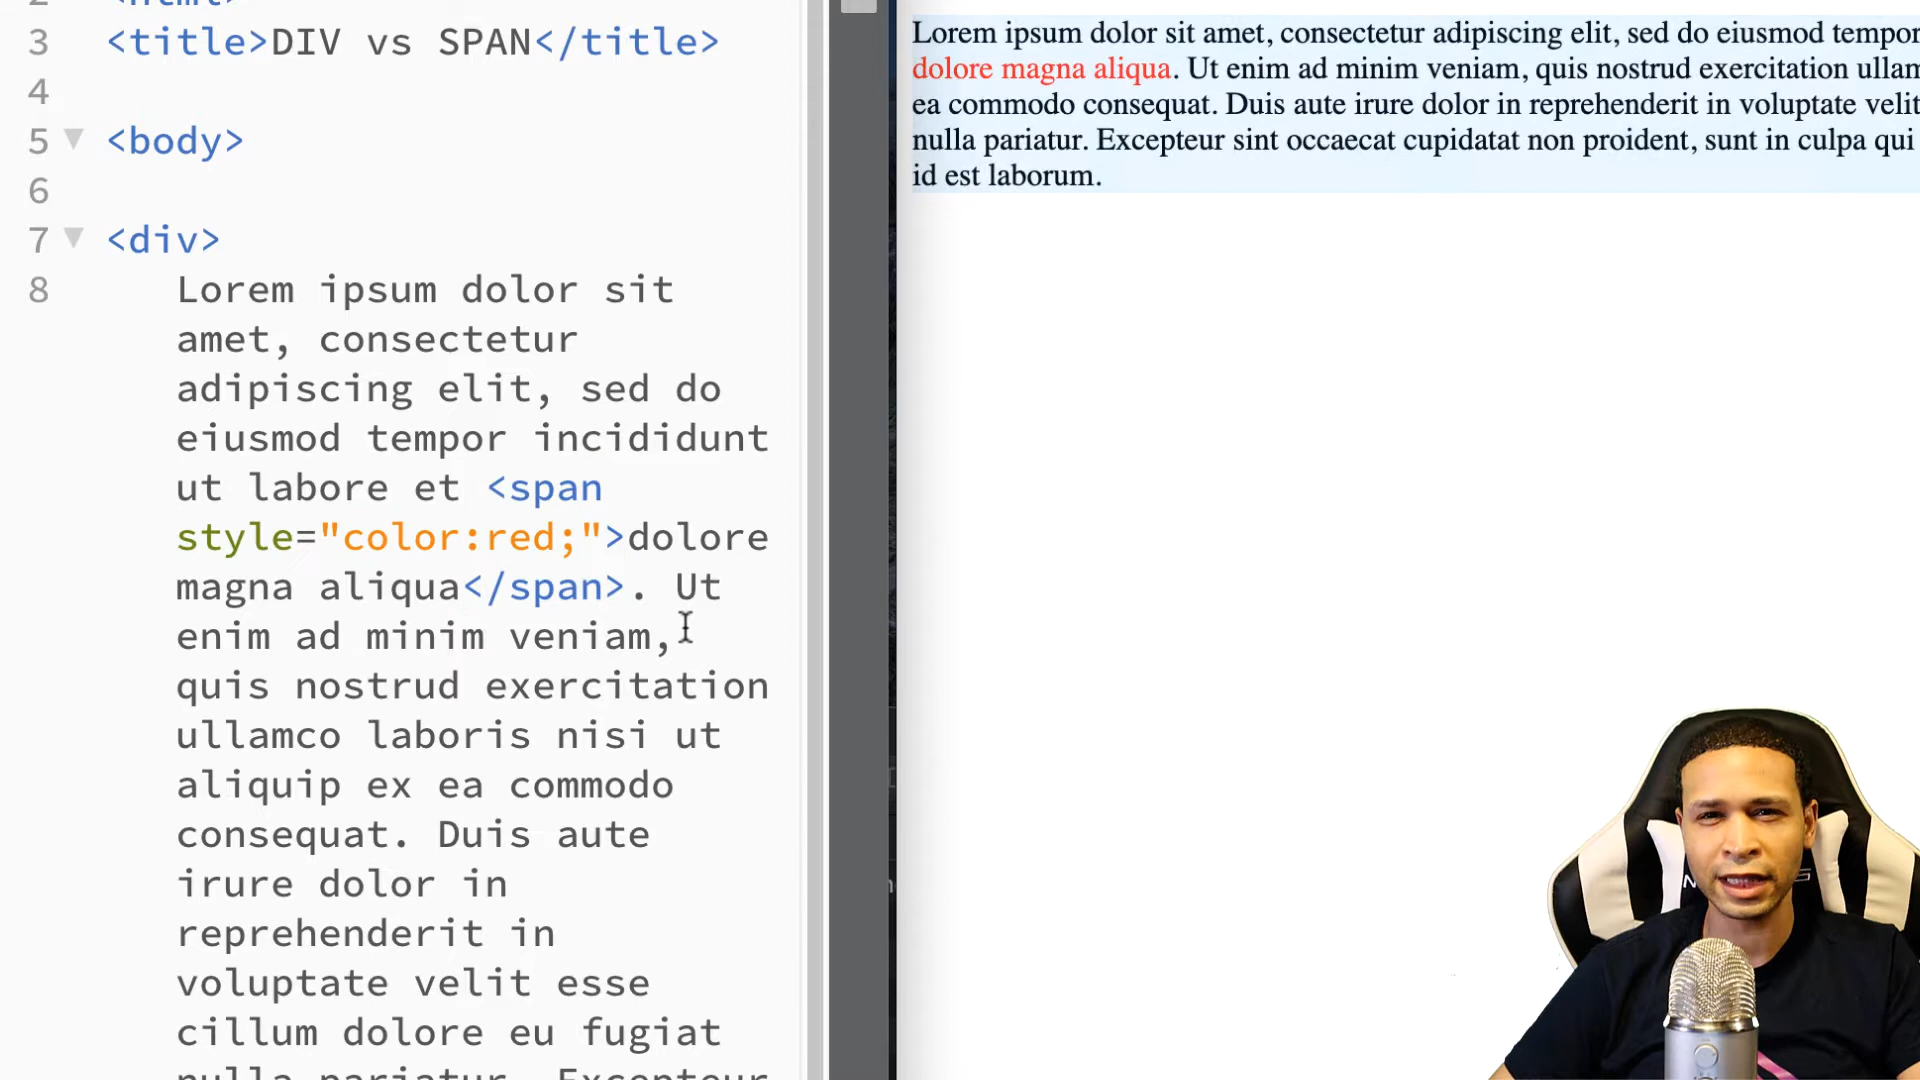 2 <html>
3 <title>DIV vs SPAN</title>
4
5 <body>
6
7 <div>
8 Lorem ipsum dolor sit
amet, consectetur
adipiscing elit, sed do
eiusmod tempor incididunt
ut labore et <span
style="color:red;">dolore
magna aliqua</span>. Ut
enim ad minim veniam,
quis nostrud exercitation
ullamco laboris nisi ut
aliquip ex ea commodo
consequat. Duis aute
irure dolor in
reprehenderit in
voluptate velit esse
cillum dolore eu fugiat
nulla pariatur. Excepteur
Lorem ipsum dolor sit amet, consectetur adipiscing elit, sed do eiusmod tempor
dolore magna aliqua. Ut enim ad minim veniam, quis nostrud exercitation ullam
ea commodo consequat. Duis aute irure dolor in reprehenderit in voluptate velit
nulla pariatur. Excepteur sint occaecat cupidatat non proident, sunt in culpa qui
id est laborum.